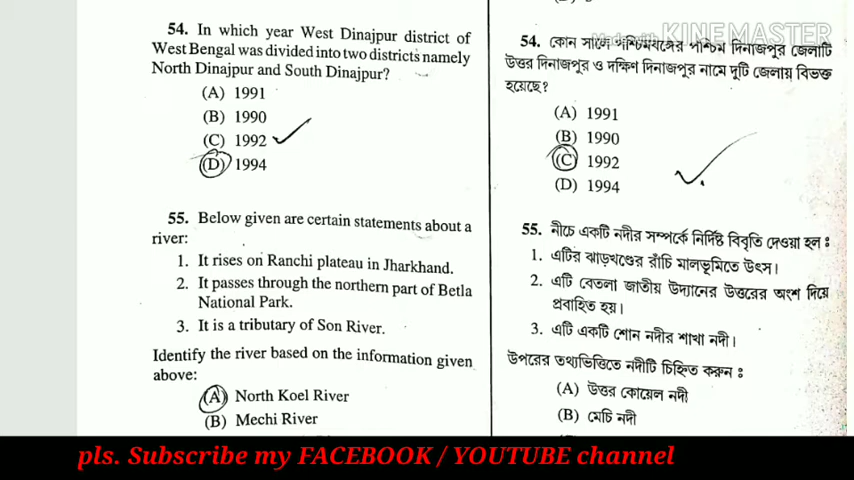 Made with KINEMASTER
54. In which year West Dinajpur district of
West Bengal was divided into two districts namely
North Dinajpur and South Dinajpur?
(A) 1991
(B) 1990
(C) 1992
(D) 1994
55. Below given are certain statements about a
river:
1. It rises on Ranchi plateau in Jharkhand.
2. It passes through the northern part of Betla
National Park.
3. It is a tributary of Son River.
Identify the river based on the information given
above:
(A) North Koel River
(B) Mechi River
54. কোন সালে পশ্চিমবঙ্গের পশ্চিম দিনাজপুর জেলাটি
উত্তর দিনাজপুর ও দক্ষিণ দিনাজপুর নামে দুটি জেলায় বিভক্ত
হয়েছে?
(A) 1991
(B) 1990
(C) 1992
(D) 1994
55. নীচে একটি নদীর সম্পর্কে নির্দিষ্ট বিবৃতি দেওয়া হল :
1. এটির ঝাড়খণ্ডের রাঁচি মালভূমিতে উৎস।
2. এটি বেতলা জাতীয় উদ্যানের উত্তরের অংশ দিয়ে
প্রবাহিত হয়।
3. এটি একটি শোন নদীর শাখা নদী।
উপরের তথ্যভিত্তিতে নদীটি চিহ্নিত করুন :
(A) উত্তর কোয়েল নদী
(B) মেচি নদী
pls. Subscribe my FACEBOOK / YOUTUBE channel